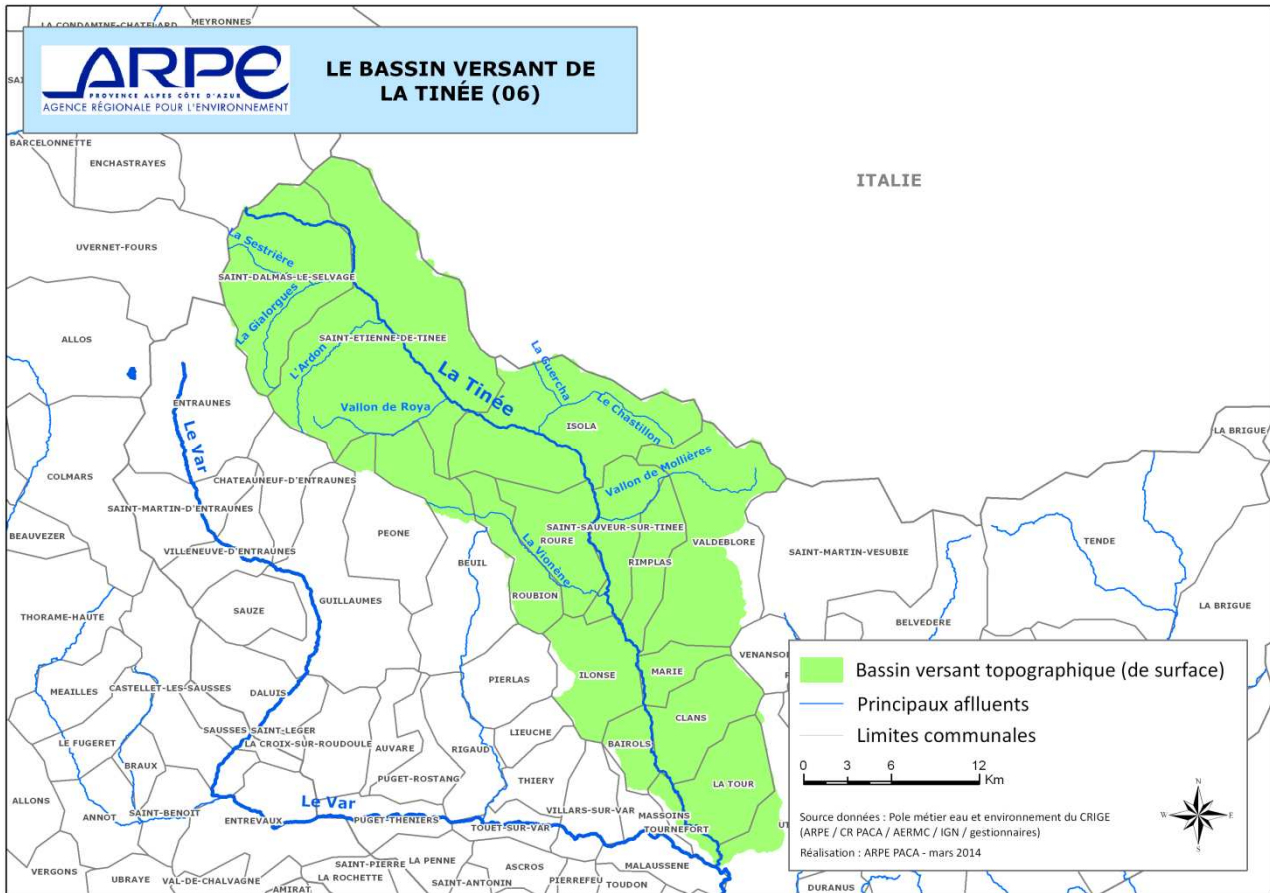 LA CONDAMINE-CHATELARD
MEYRONNES
ARPE
PROVENCE ALPES CÔTE D'AZUR
AGENCE RÉGIONALE POUR L'ENVIRONNEMENT
LE BASSIN VERSANT DE
LA TINÉE (06)
BARCELONNETTE
ENCHASTRAYES
ITALIE
UVERNET-FOURS
La Sestrière
SAINT-DALMAS-LE-SELVAGE
La Gialorgues
ALLOS
SAINT-ETIENNE-DE-TINEE
L'Ardon
La Tinée
La Guercha
Le Chastillon
ENTRAUNES
Vallon de Roya
ISOLA
LA BRIGUE
Le Var
Vallon de Mollières
COLMARS
CHATEAUNEUF-D'ENTRAUNES
SAINT-MARTIN-D'ENTRAUNES
BEAUVEZER
PEONE
SAINT-SAUVEUR-SUR-TINEE
ROURE
VALDEBLORE
SAINT-MARTIN-VESUBIE
TENDE
VILLENEUVE-D'ENTRAUNES
BEUIL
La Vionène
RIMPLAS
SAUZE
GUILLAUMES
ROUBION
THORAME-HAUTE
BELVEDERE
LA BRIGUE
MEAILLES
CASTELLET-LES-SAUSSES
DALUIS
PIERLAS
ILONSE
MARIE
CLANS
LE FUGERET
SAUSSES
SAINT-LEGER
LA CROIX-SUR-ROUDOULE
AUVARE
RIGAUD
LIEUCHE
BAIROLS
BRAUX
PUGET-ROSTANG
THIERY
LA TOUR
ALLONS
ANNOT
SAINT-BENOIT
ENTREVAUX
Le Var
PUGET-THENIERS
TOUET-SUR-VAR
VILLARS-SUR-VAR
MASSOINS
TOURNEFORT
VERGONS
UBRAYE
VAL-DE-CHALVAGNE
AMIRAT
SAINT-PIERRE
LA ROCHETTE
LA PENNE
SAINT-ANTONIN
ASCROS
PIERREFEU
TOUDON
MALAUSSENE
DURANUS
Bassin versant topographique (de surface)
Principaux aflluents
Limites communales
0 3 6 12
Km
Source données : Pole métier eau et environnement du CRIGE
(ARPE / CR PACA / AERMC / IGN / gestionnaires)
Réalisation : ARPE PACA - mars 2014
N
W E
S